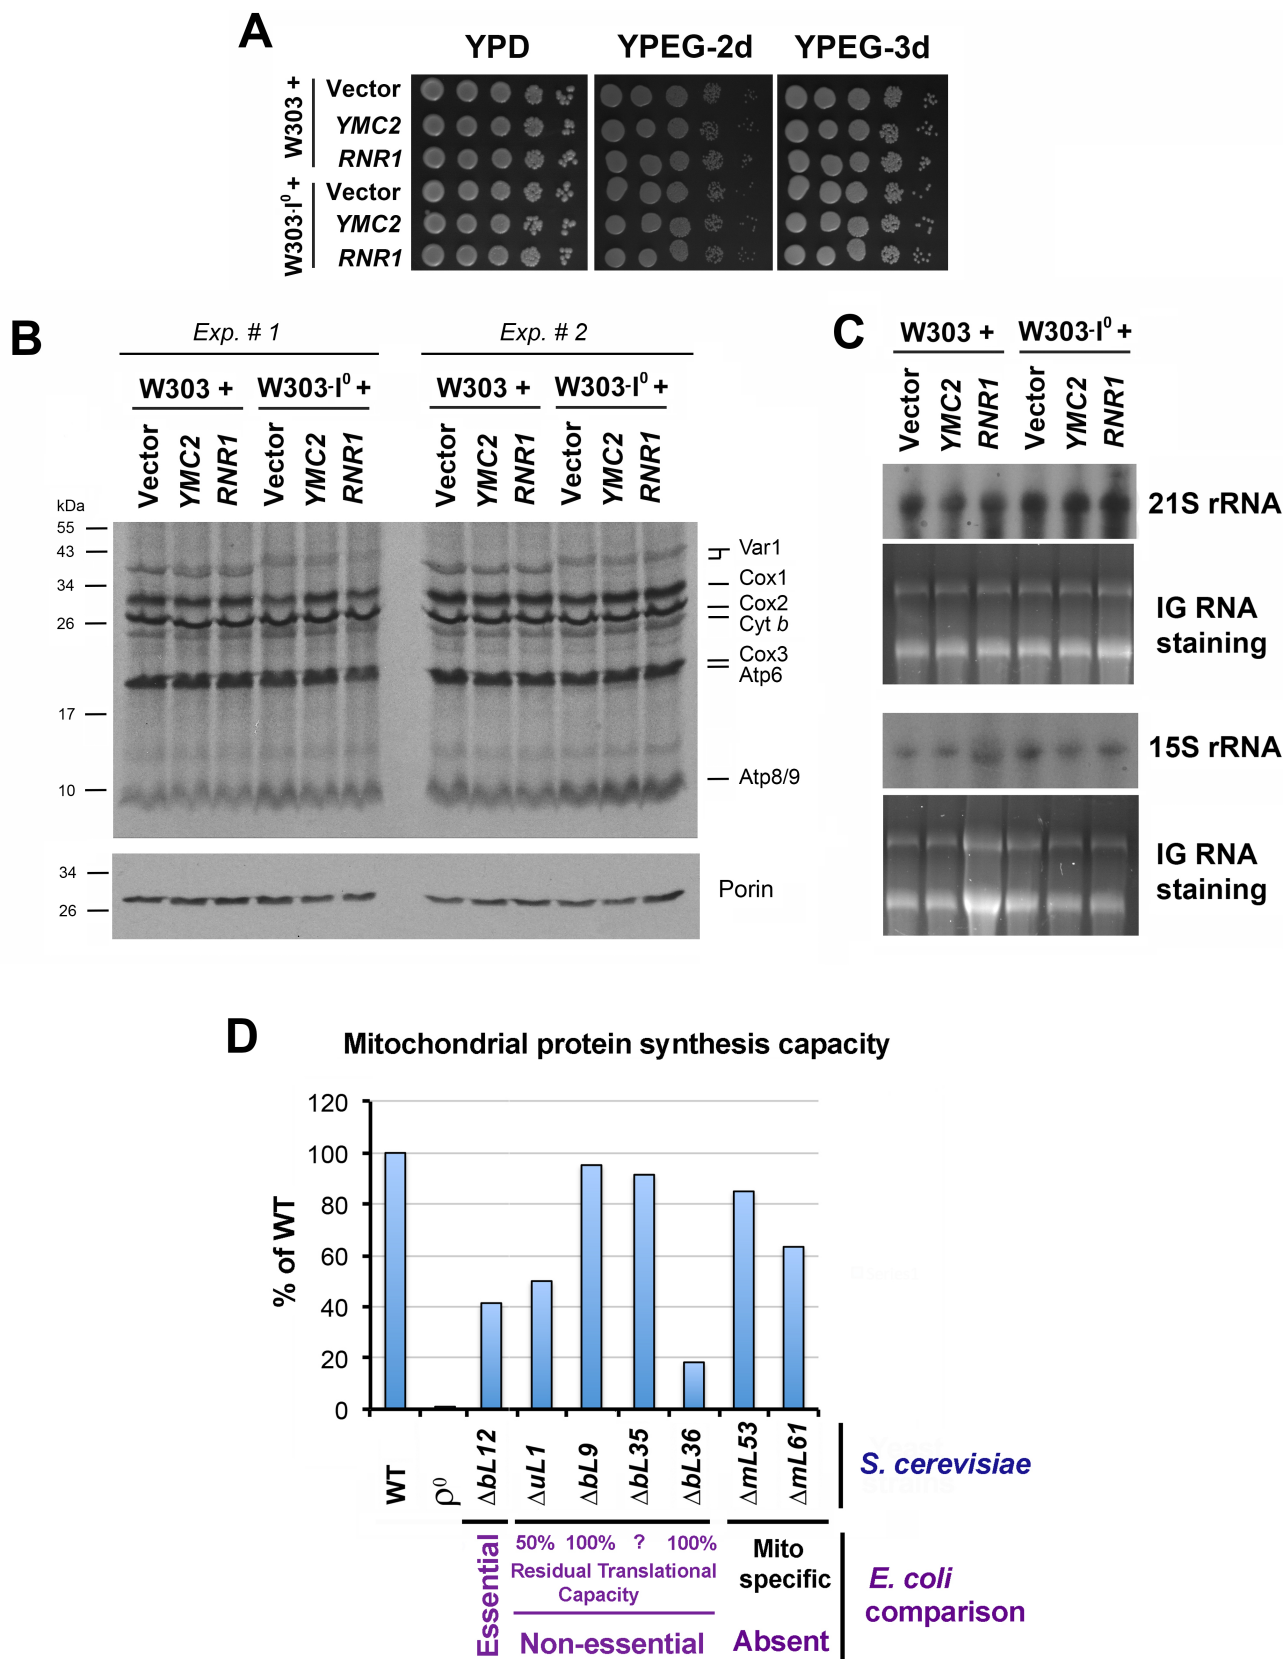 A
YPD YPEG-2d YPEG-3d
W303 +
Vector
YMC2
RNR1
W303-I⁰ +
Vector
YMC2
RNR1
B
Exp. # 1 Exp. # 2
W303 + W303-I⁰ + W303 + W303-I⁰ +
Vector YMC2 RNR1 Vector YMC2 RNR1 Vector YMC2 RNR1 Vector YMC2 RNR1
kDa
55
43
34
26
17
10
Var1
Cox1
Cox2
Cyt b
Cox3
Atp6
Atp8/9
34
26
Porin
C
W303 + W303-I⁰ +
Vector YMC2 RNR1 Vector YMC2 RNR1
21S rRNA
IG RNA
staining
15S rRNA
IG RNA
staining
D
Mitochondrial protein synthesis capacity
% of WT
120
100
80
60
40
20
0
WT ρ⁰ ΔbL12 ΔuL1 ΔbL9 ΔbL35 ΔbL36 ΔmL53 ΔmL61
S. cerevisiae
Essential
50% 100% ? 100%
Residual Translational
Capacity
Non-essential
Mito
specific
Absent
E. coli
comparison